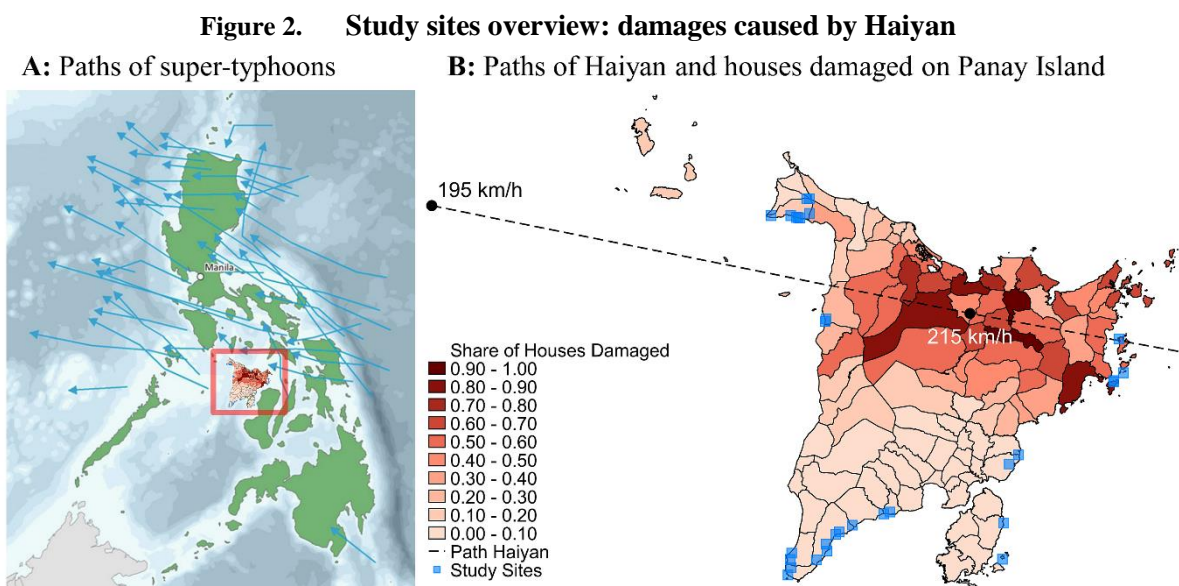 Figure 2. Study sites overview: damages caused by Haiyan
A: Paths of super-typhoons
B: Paths of Haiyan and houses damaged on Panay Island
Manila
195 km/h
215 km/h
Share of Houses Damaged
0.90 - 1.00
0.80 - 0.90
0.70 - 0.80
0.60 - 0.70
0.50 - 0.60
0.40 - 0.50
0.30 - 0.40
0.20 - 0.30
0.10 - 0.20
0.00 - 0.10
Path Haiyan
Study Sites